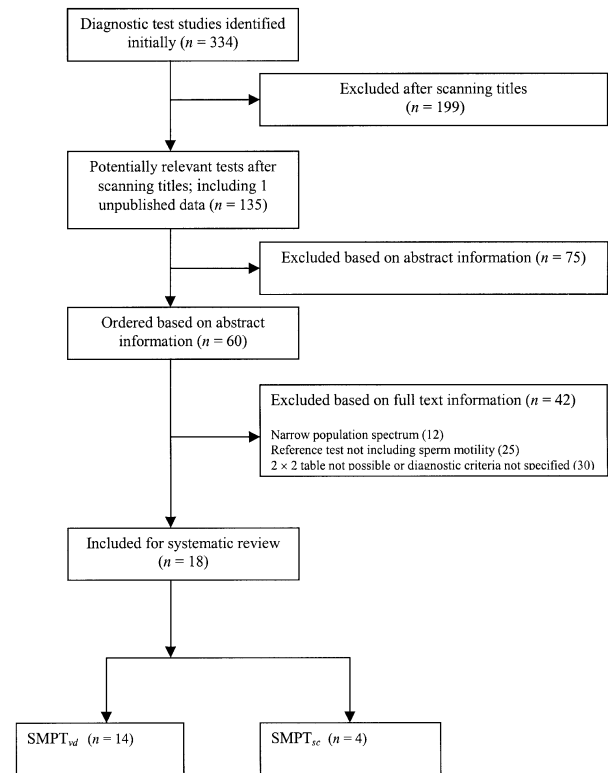 Diagnostic test studies identified
initially (n = 334)
Excluded after scanning titles
(n = 199)
Potentially relevant tests after
scanning titles; including 1
unpublished data (n = 135)
Excluded based on abstract information (n = 75)
Ordered based on abstract
information (n = 60)
Excluded based on full text information (n = 42)
Narrow population spectrum (12)
Reference test not including sperm motility (25)
2 × 2 table not possible or diagnostic criteria not specified (30)
Included for systematic review
(n = 18)
SMPTvd (n = 14)
SMPTsc (n = 4)